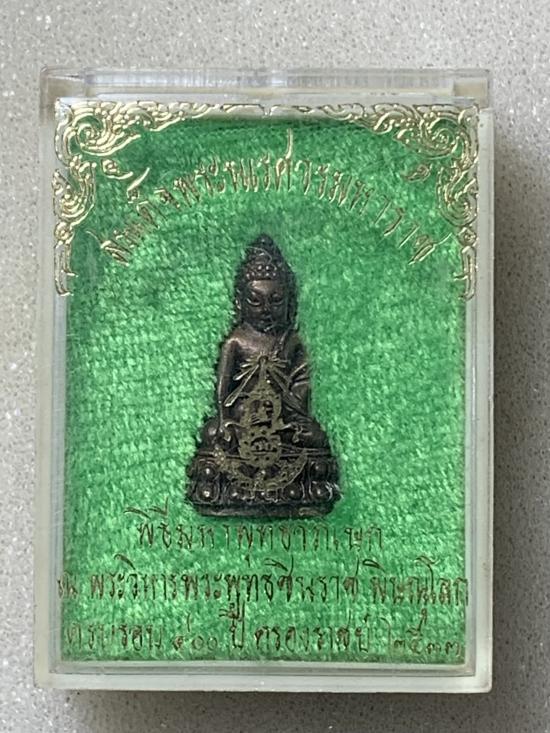 สมเด็จพระนเรศวรมหาราช
พิธีมหาพุทธาภิเษก
ณ พระวิหารพระพุทธชินราช พิษณุโลก
ครบรอบ ๔๐๐ ปี ครองราชย์ ๒๕๓๓